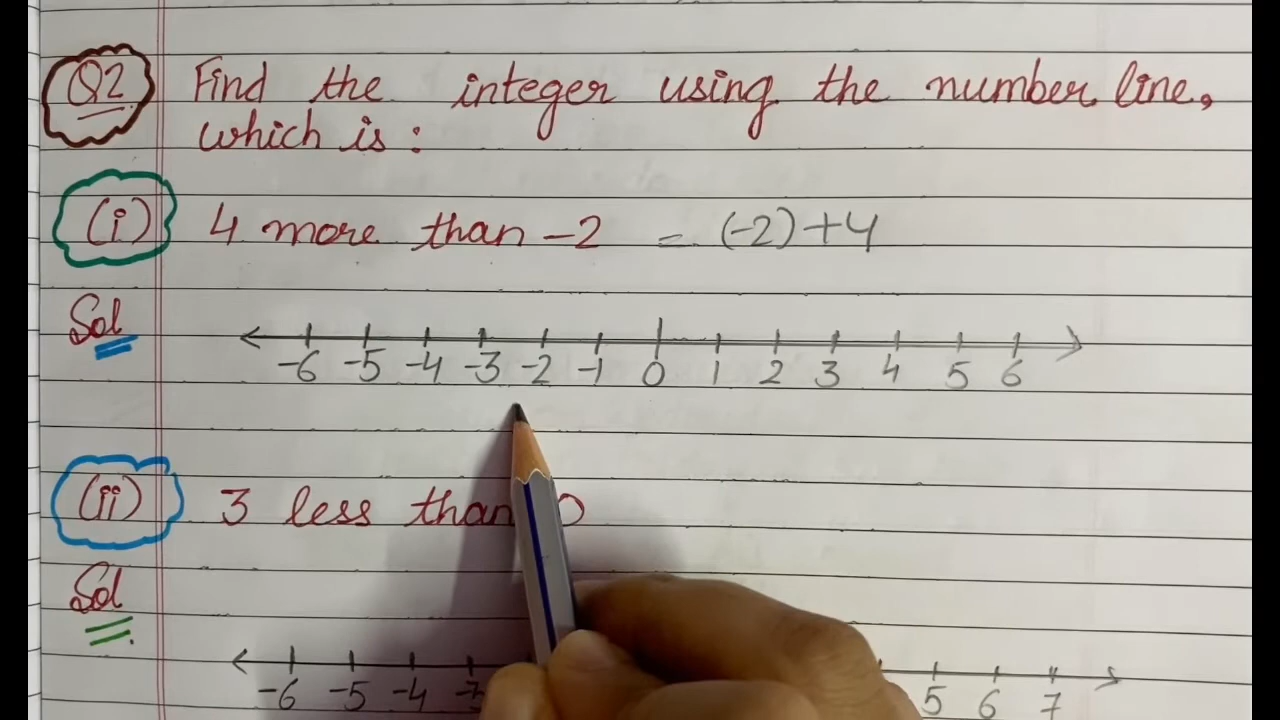 Q2 Find the integer using the number line,
which is:
(i) 4 more than -2 = (-2)+4
Sol
-6 -5 -4 -3 -2 -1 0 1 2 3 4 5 6
(ii) 3 less than 0
Sol
-6 -5 -4 5 6 7